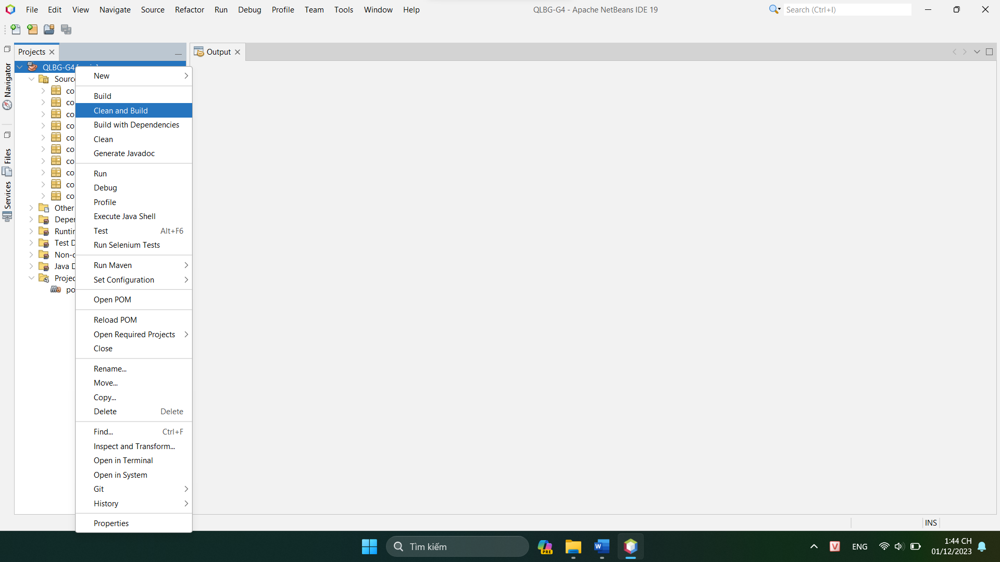 File Edit View Navigate Source Refactor Run Debug Profile Team Tools Window Help
QLBG-G4 - Apache NetBeans IDE 19
Search (Ctrl+I)
Projects
Output
Navigator
Files
Services
QLBG-G4
New
Build
Clean and Build
Build with Dependencies
Clean
Generate Javadoc
Run
Debug
Profile
Execute Java Shell
Test Alt+F6
Run Selenium Tests
Run Maven
Set Configuration
Open POM
Reload POM
Open Required Projects
Close
Rename...
Move...
Copy...
Delete Delete
Find... Ctrl+F
Inspect and Transform...
Open in Terminal
Open in System
Git
History
Properties
Sourc
co
co
co
co
co
co
co
co
co
co
Other
Deper
Runtir
Test D
Non-c
Java D
Projec
po
INS
Tìm kiếm
PRE
W
V
ENG
1:44 CH
01/12/2023